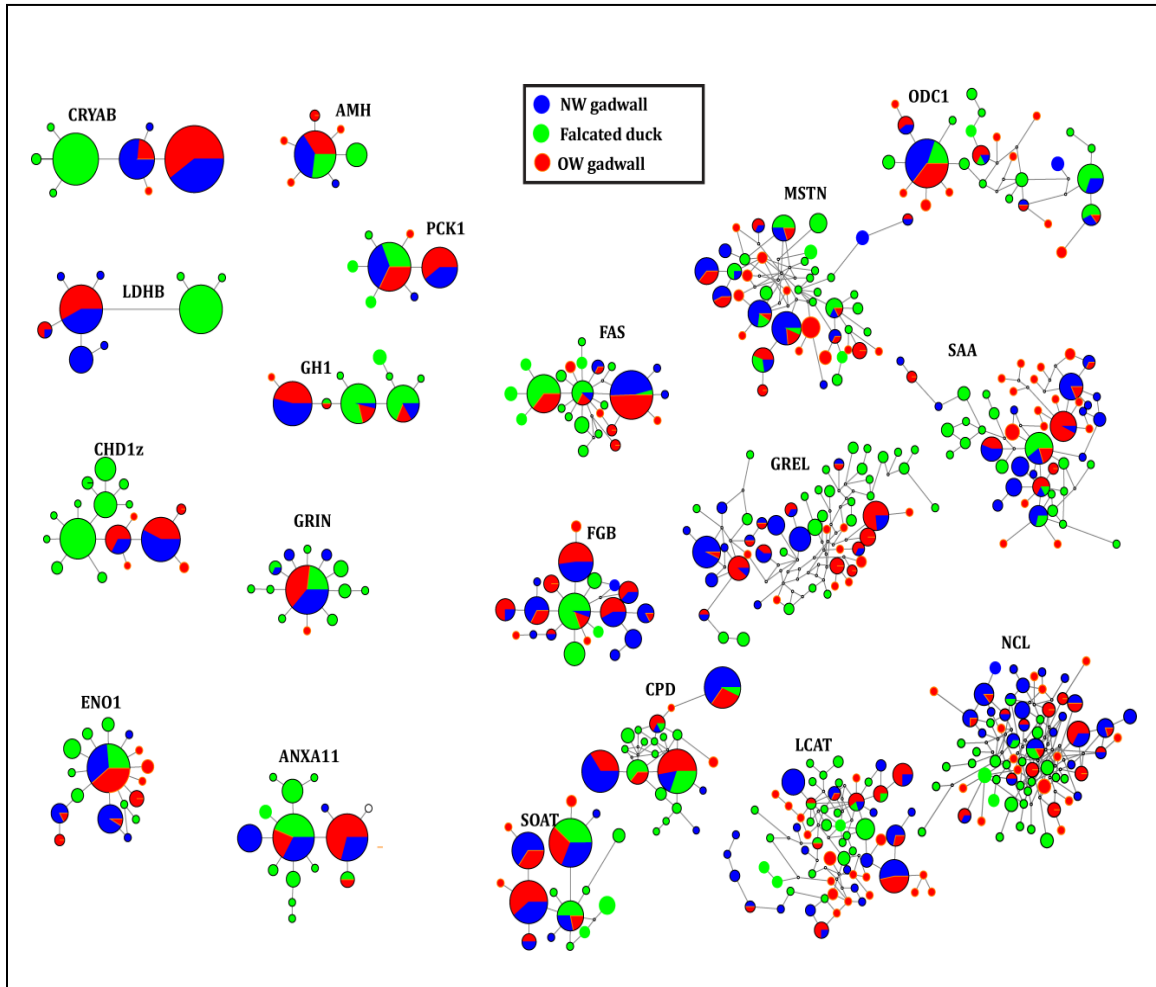 CRYAB
AMH
NW gadwall
Falcated duck
OW gadwall
ODC1
MSTN
PCK1
LDHB
FAS
SAA
GH1
CHD1z
GREL
GRIN
FGB
NCL
ENO1
CPD
LCAT
ANXA11
SOAT